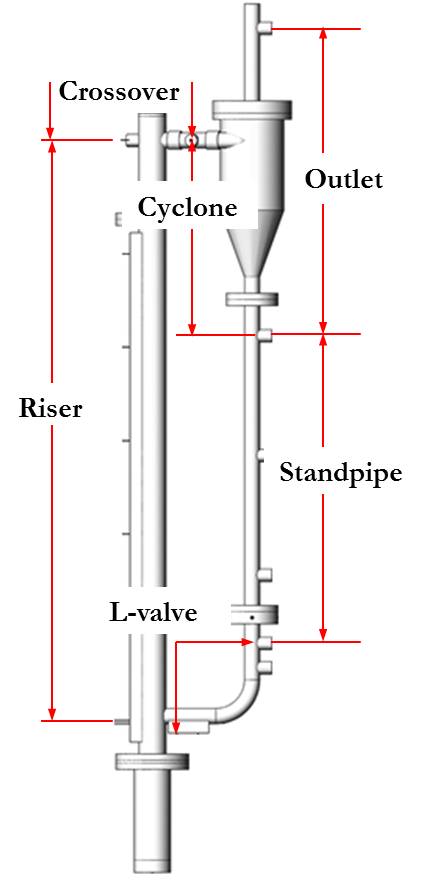 Crossover
Outlet
Cyclone
Riser
Standpipe
L-valve